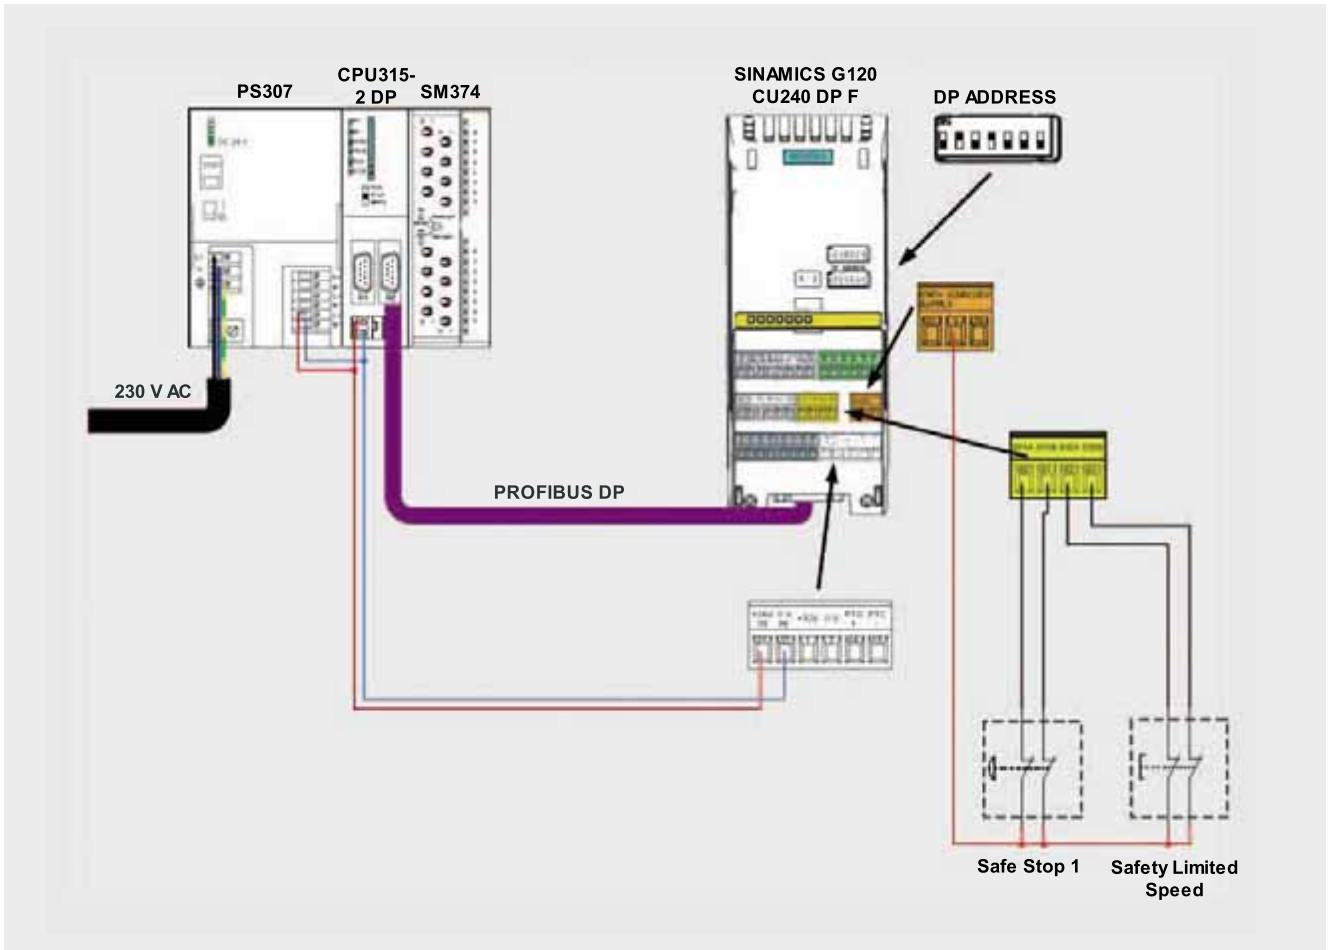 PS307
CPU315-
2 DP
SM374
SINAMICS G120
CU240 DP F
DP ADDRESS
230 V AC
PROFIBUS DP
Safe Stop 1
Safety Limited
Speed